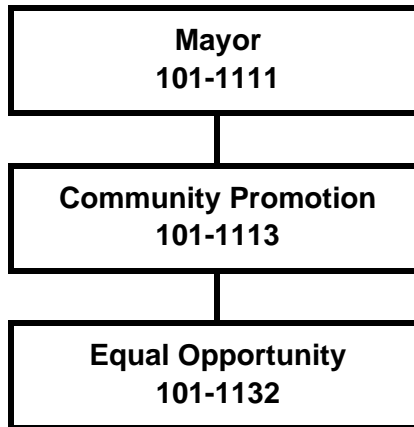 Mayor
101-1111
Community Promotion
101-1113
Equal Opportunity
101-1132